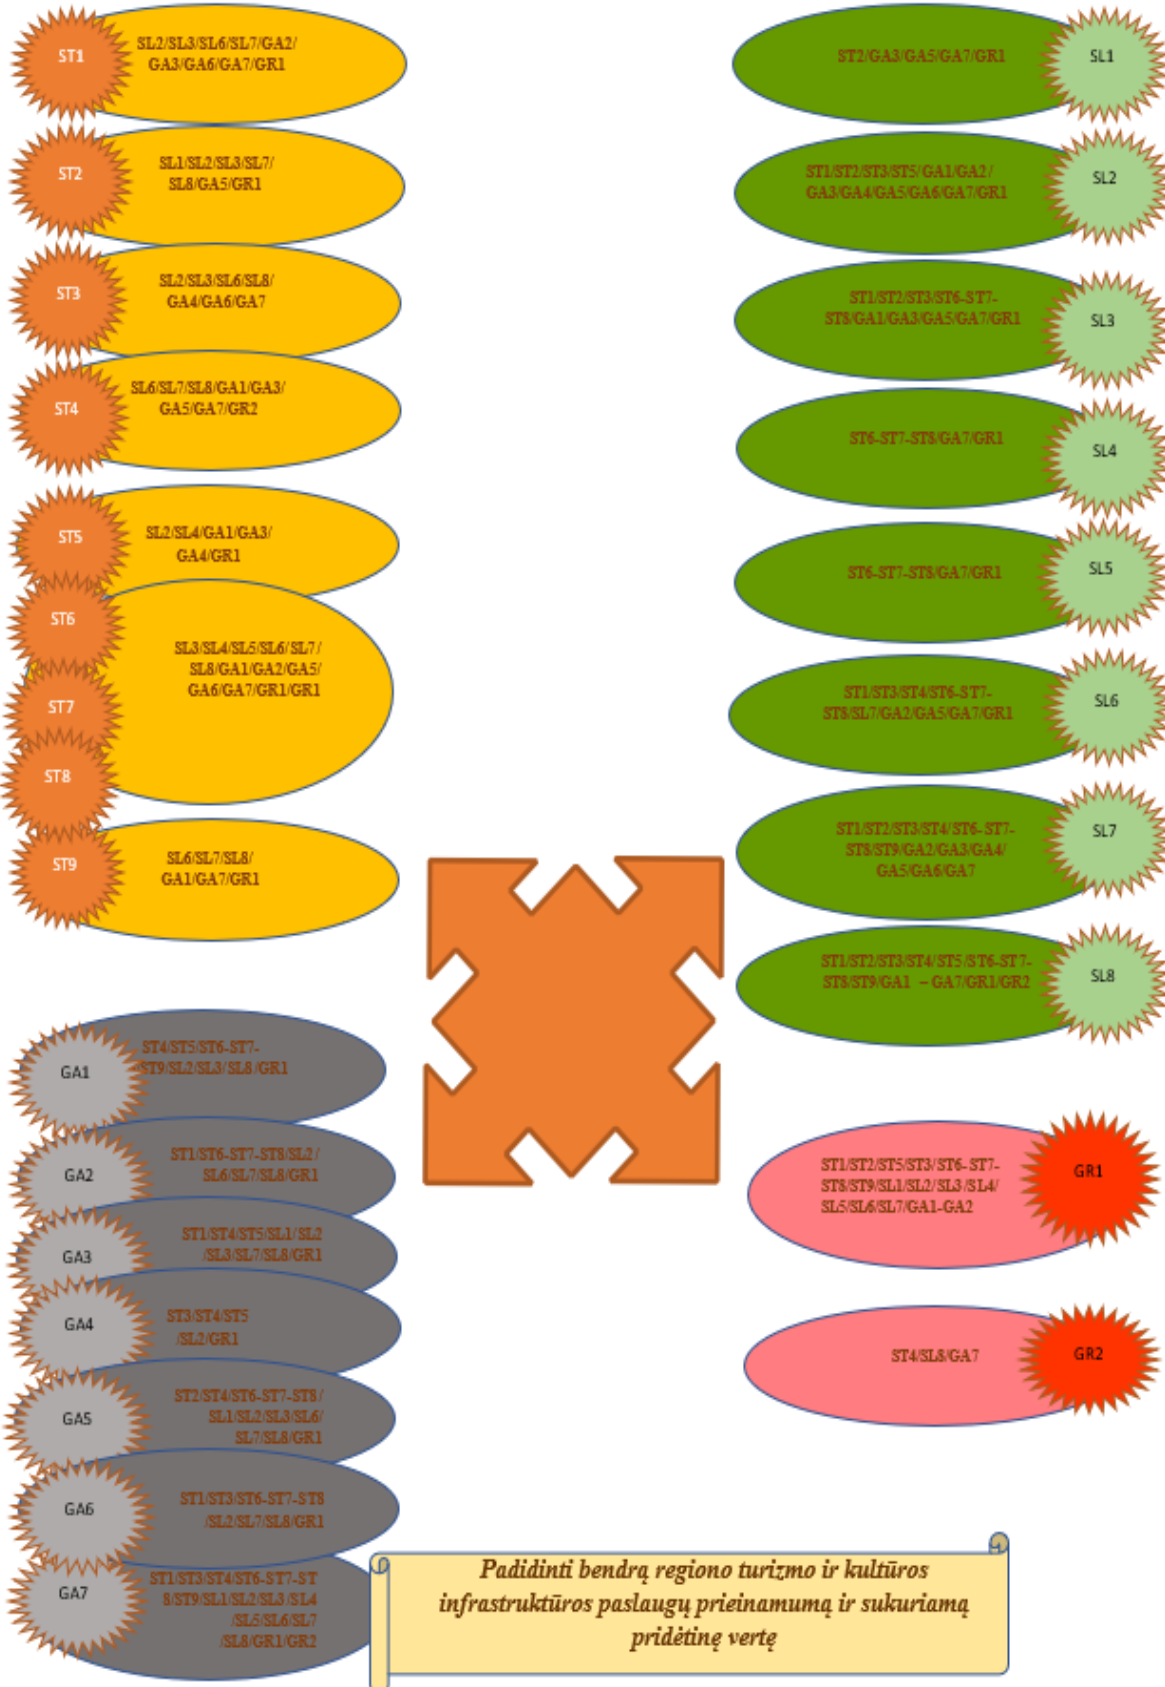 ST1
SL2/SL3/SL6/SL7/GA2/
GA3/GA6/GA7/GR1
ST2
SL1/SL2/SL3/SL7/
SL8/GA5/GR1
ST3
SL2/SL3/SL6/SL8/
GA4/GA6/GA7
ST4
SL6/SL7/SL8/GA1/GA3/
GA5/GA7/GR2
ST5
SL2/SL4/GA1/GA3/
GA4/GR1
ST6
ST7
ST8
SL3/SL4/SL5/SL6/SL7/
SL8/GA1/GA2/GA5/
GA6/GA7/GR1/GR1
ST9
SL6/SL7/SL8/
GA1/GA7/GR1
SL1
ST2/GA3/GA5/GA7/GR1
SL2
ST1/ST2/ST3/ST5/GA1/GA2/
GA3/GA4/GA5/GA6/GA7/GR1
SL3
ST1/ST2/ST3/ST6-ST7-
ST8/GA1/GA3/GA5/GA7/GR1
SL4
ST6-ST7-ST8/GA7/GR1
SL5
ST6-ST7-ST8/GA7/GR1
SL6
ST1/ST3/ST4/ST6-ST7-
ST8/SL7/GA2/GA5/GA7/GR1
SL7
ST1/ST2/ST3/ST4/ST6-ST7-
ST8/ST9/GA2/GA3/GA4/
GA5/GA6/GA7
SL8
ST1/ST2/ST3/ST4/ST5/ST6-ST7-
ST8/ST9/GA1 – GA7/GR1/GR2
GA1
ST4/ST5/ST6-ST7-
/ST9/SL2/SL3/SL8/GR1
GA2
ST1/ST6-ST7-ST8/SL2/
SL6/SL7/SL8/GR1
GA3
ST1/ST4/ST5/SL1/SL2
/SL3/SL7/SL8/GR1
GA4
ST3/ST4/ST5
/SL2/GR1
GA5
ST2/ST4/ST6-ST7-ST8/
SL1/SL2/SL3/SL6/
SL7/SL8/GR1
GA6
ST1/ST3/ST6-ST7-ST8
/SL2/SL7/SL8/GR1
GA7
ST1/ST3/ST4/ST6-ST7-ST
8/ST9/SL1/SL2/SL3/SL4
/SL5/SL6/SL7
/SL8/GR1/GR2
GR1
ST1/ST2/ST5/ST3/ST6-ST7-
ST8/ST9/SL1/SL2/SL3/SL4/
SL5/SL6/SL7/GA1-GA2
GR2
ST4/SL8/GA7
Padidinti bendrą regiono turizmo ir kultūros
infrastruktūros paslaugų prieinamumą ir sukuriamą
pridėtinę vertę